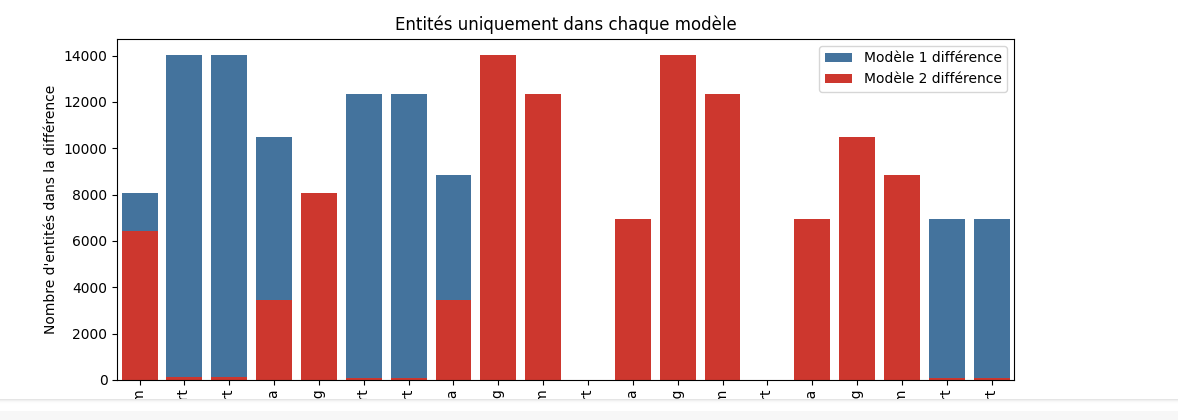 Entités uniquement dans chaque modèle
Nombre d'entités dans la différence
14000
12000
10000
8000
6000
4000
2000
0
Modèle 1 différence
Modèle 2 différence